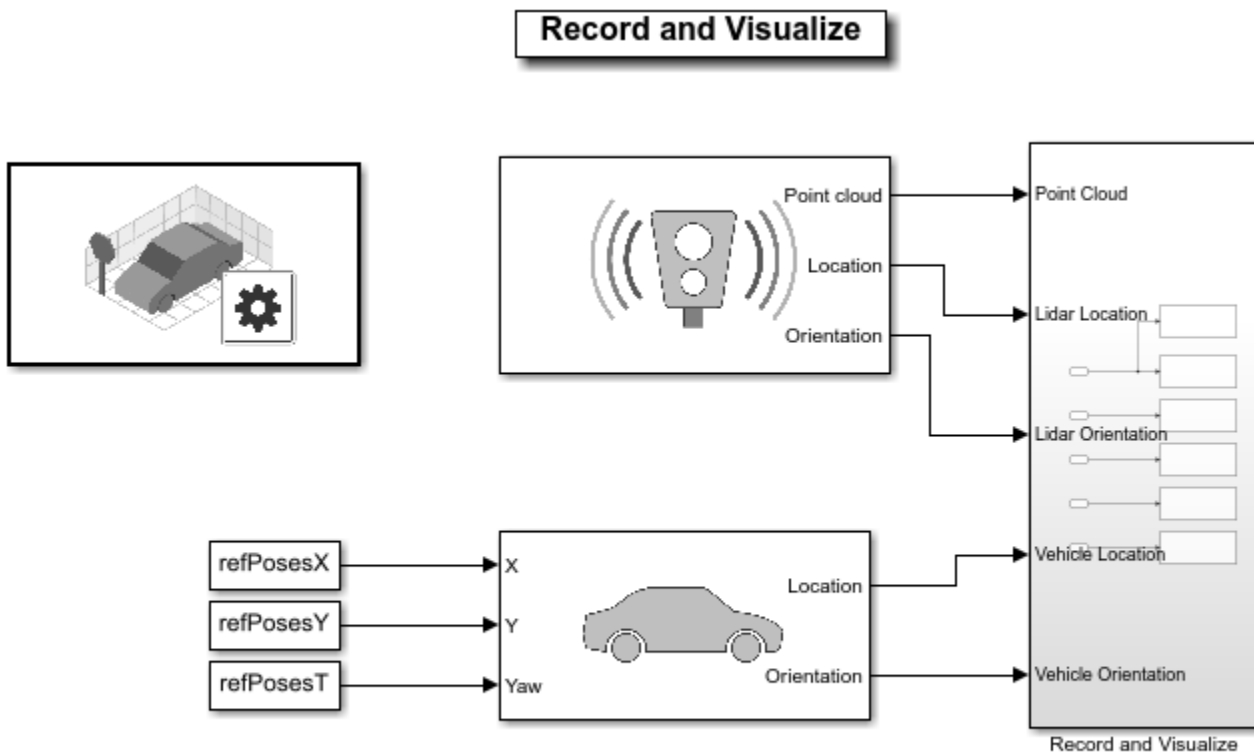 Record and Visualize
Point cloud
Location
Orientation
Point Cloud
Lidar Location
Lidar Orientation
Vehicle Location
Vehicle Orientation
Record and Visualize
refPosesX
refPosesY
refPosesT
X
Y
Yaw
Location
Orientation